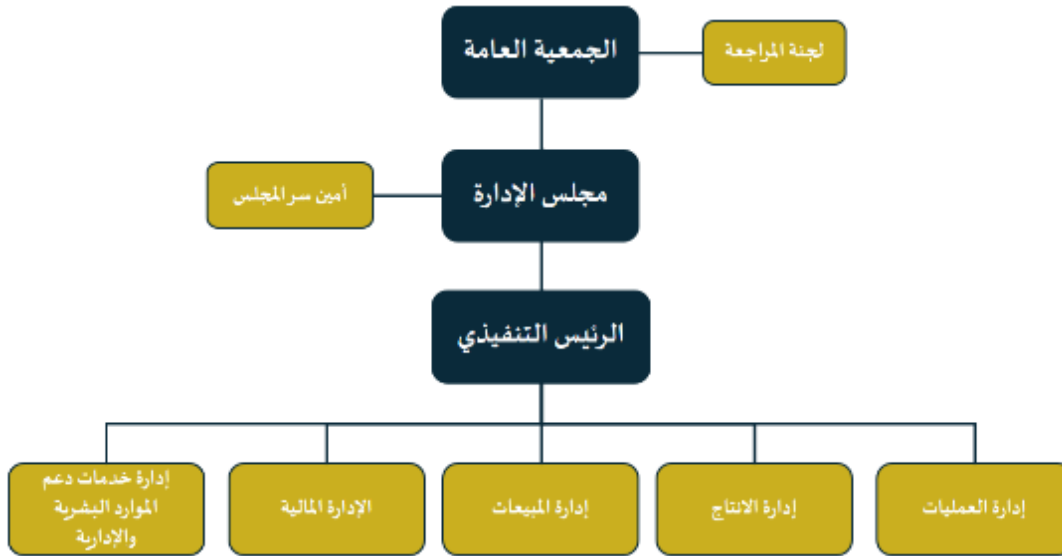 الجمعية العامة
لجنة المراجعة
مجلس الإدارة
أمين سر المجلس
الرئيس التنفيذي
إدارة العمليات
إدارة الانتاج
إدارة المبيعات
الإدارة المالية
إدارة خدمات دعم
الموارد البشرية
والإدارية